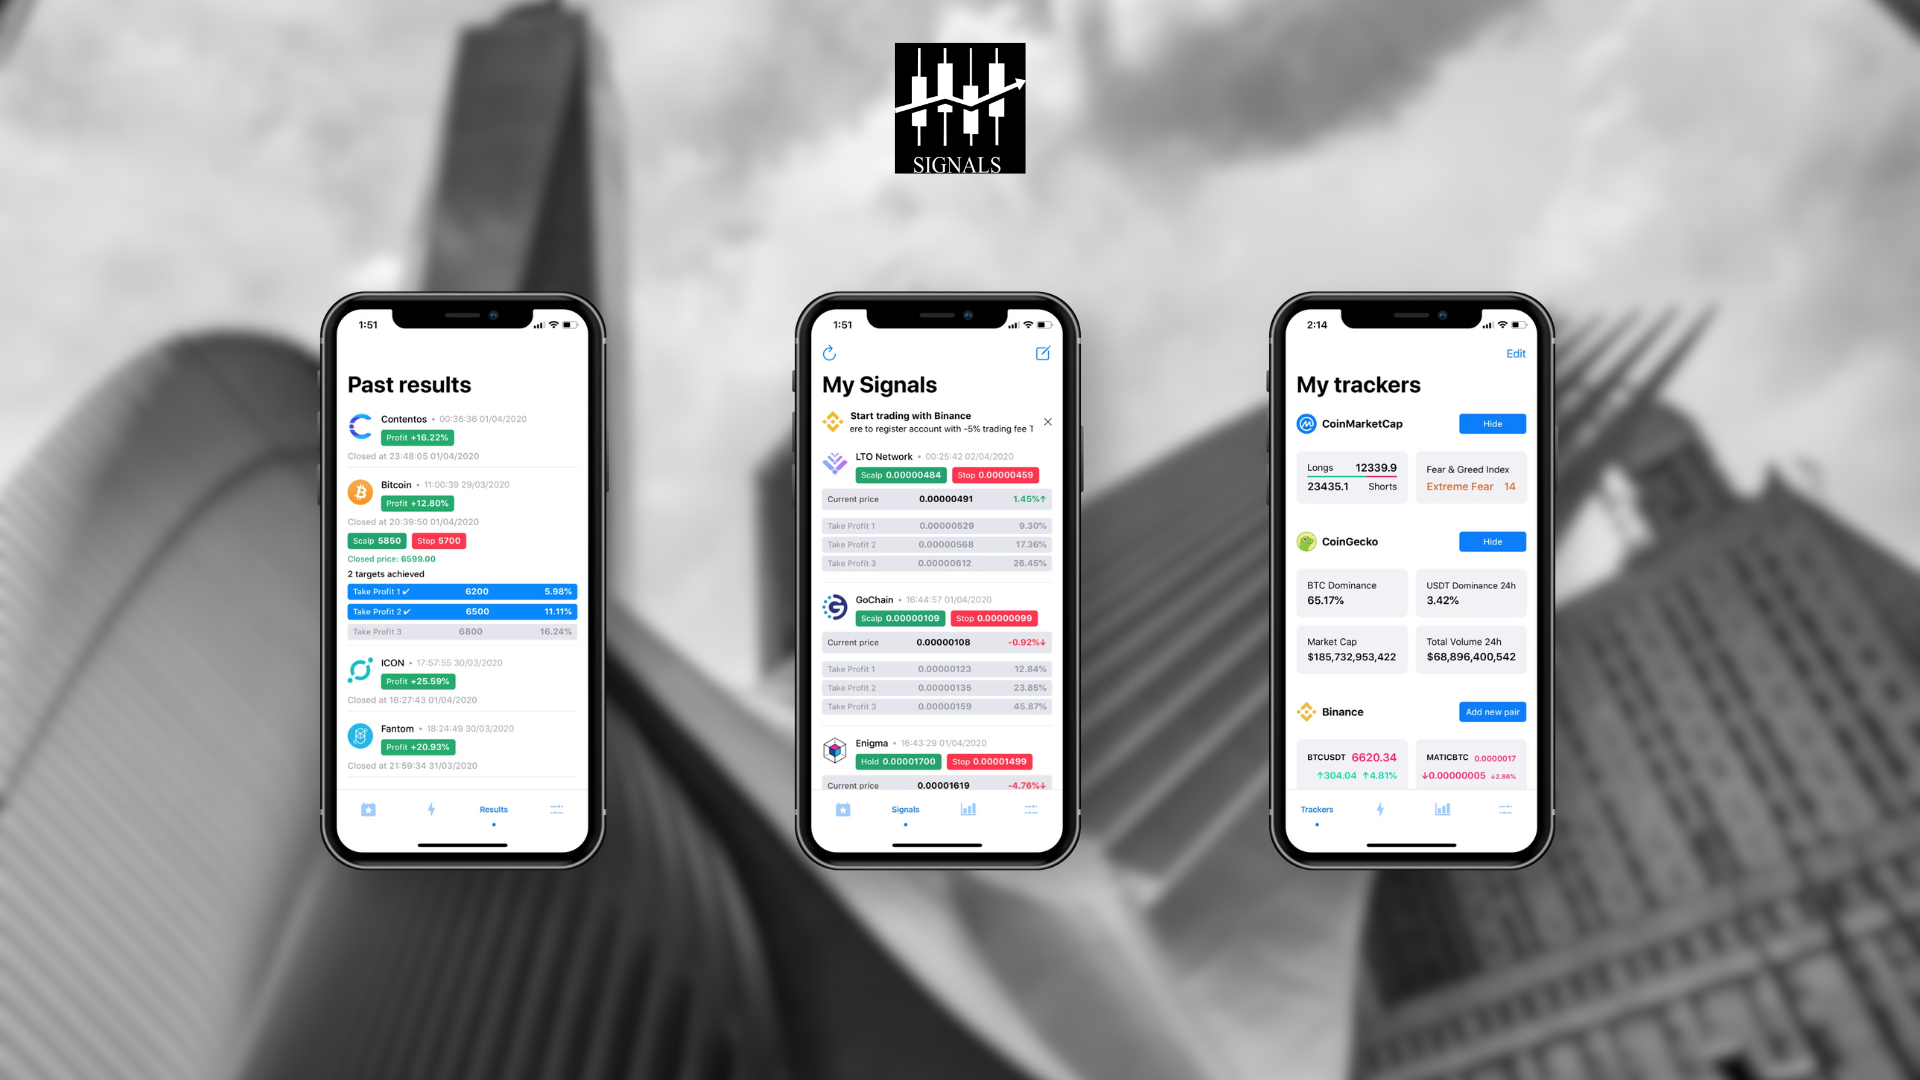 SIGNALS
1:51
Past results
Contentos • 00:36:36 01/04/2020
Profit +16.22%
Closed at 23:48:05 01/04/2020
Bitcoin • 11:00:39 29/03/2020
Profit +12.80%
Closed at 20:39:50 01/04/2020
Scalp 5850 Stop 5700
Closed price: 6599.00
2 targets achieved
Take Profit 1 ✓ 6200 5.98%
Take Profit 2 ✓ 6500 11.11%
Take Profit 3 6800 16.24%
ICON • 17:57:55 30/03/2020
Profit +25.59%
Closed at 18:27:43 01/04/2020
Fantom • 18:24:49 30/03/2020
Profit +20.93%
Closed at 21:59:34 31/03/2020
Results
1:51
My Signals
Start trading with Binance
ere to register account with -5% trading fee 1
LTO Network • 00:25:42 02/04/2020
Scalp 0.00000484 Stop 0.00000459
Current price 0.00000491 1.45%↑
Take Profit 1 0.00000529 9.30%
Take Profit 2 0.00000568 17.36%
Take Profit 3 0.00000612 26.45%
GoChain • 16:44:57 01/04/2020
Scalp 0.00000109 Stop 0.00000099
Current price 0.00000108 -0.92%↓
Take Profit 1 0.00000123 12.84%
Take Profit 2 0.00000135 23.85%
Take Profit 3 0.00000159 45.87%
Enigma • 16:43:29 01/04/2020
Hold 0.00001700 Stop 0.00001499
Current price 0.00001619 -4.76%↓
Signals
2:14
Edit
My trackers
CoinMarketCap Hide
Longs 12339.9
23435.1 Shorts
Fear & Greed Index
Extreme Fear 14
CoinGecko Hide
BTC Dominance
65.17%
USDT Dominance 24h
3.42%
Market Cap
$185,732,953,422
Total Volume 24h
$68,896,400,542
Binance Add new pair
BTCUSDT 6620.34
↑304.04 ↑4.81%
MATICBTC 0.0000017
↓0.00000005 ↓2.86%
Trackers